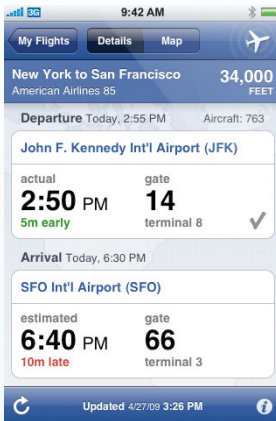 3G 9:42 AM
My Flights Details Map
New York to San Francisco 34,000
American Airlines 85 FEET
Departure Today, 2:55 PM Aircraft: 763
John F. Kennedy Int'l Airport (JFK)
actual gate
2:50 PM 14
5m early terminal 8
Arrival Today, 6:30 PM
SFO Int'l Airport (SFO)
estimated gate
6:40 PM 66
10m late terminal 3
Updated 4/27/09 3:26 PM